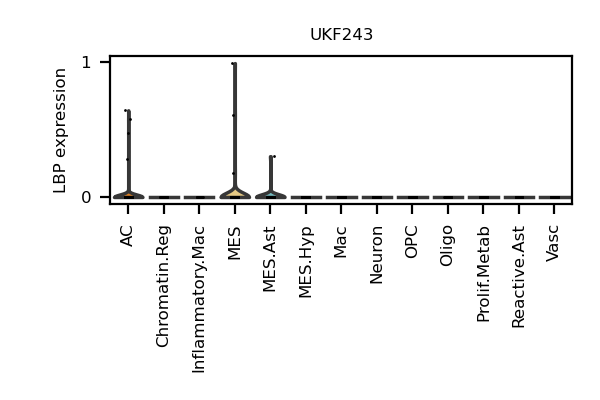 UKF243
LBP expression
1
0
AC
Chromatin.Reg
Inflammatory.Mac
MES
MES.Ast
MES.Hyp
Mac
Neuron
OPC
Oligo
Prolif.Metab
Reactive.Ast
Vasc